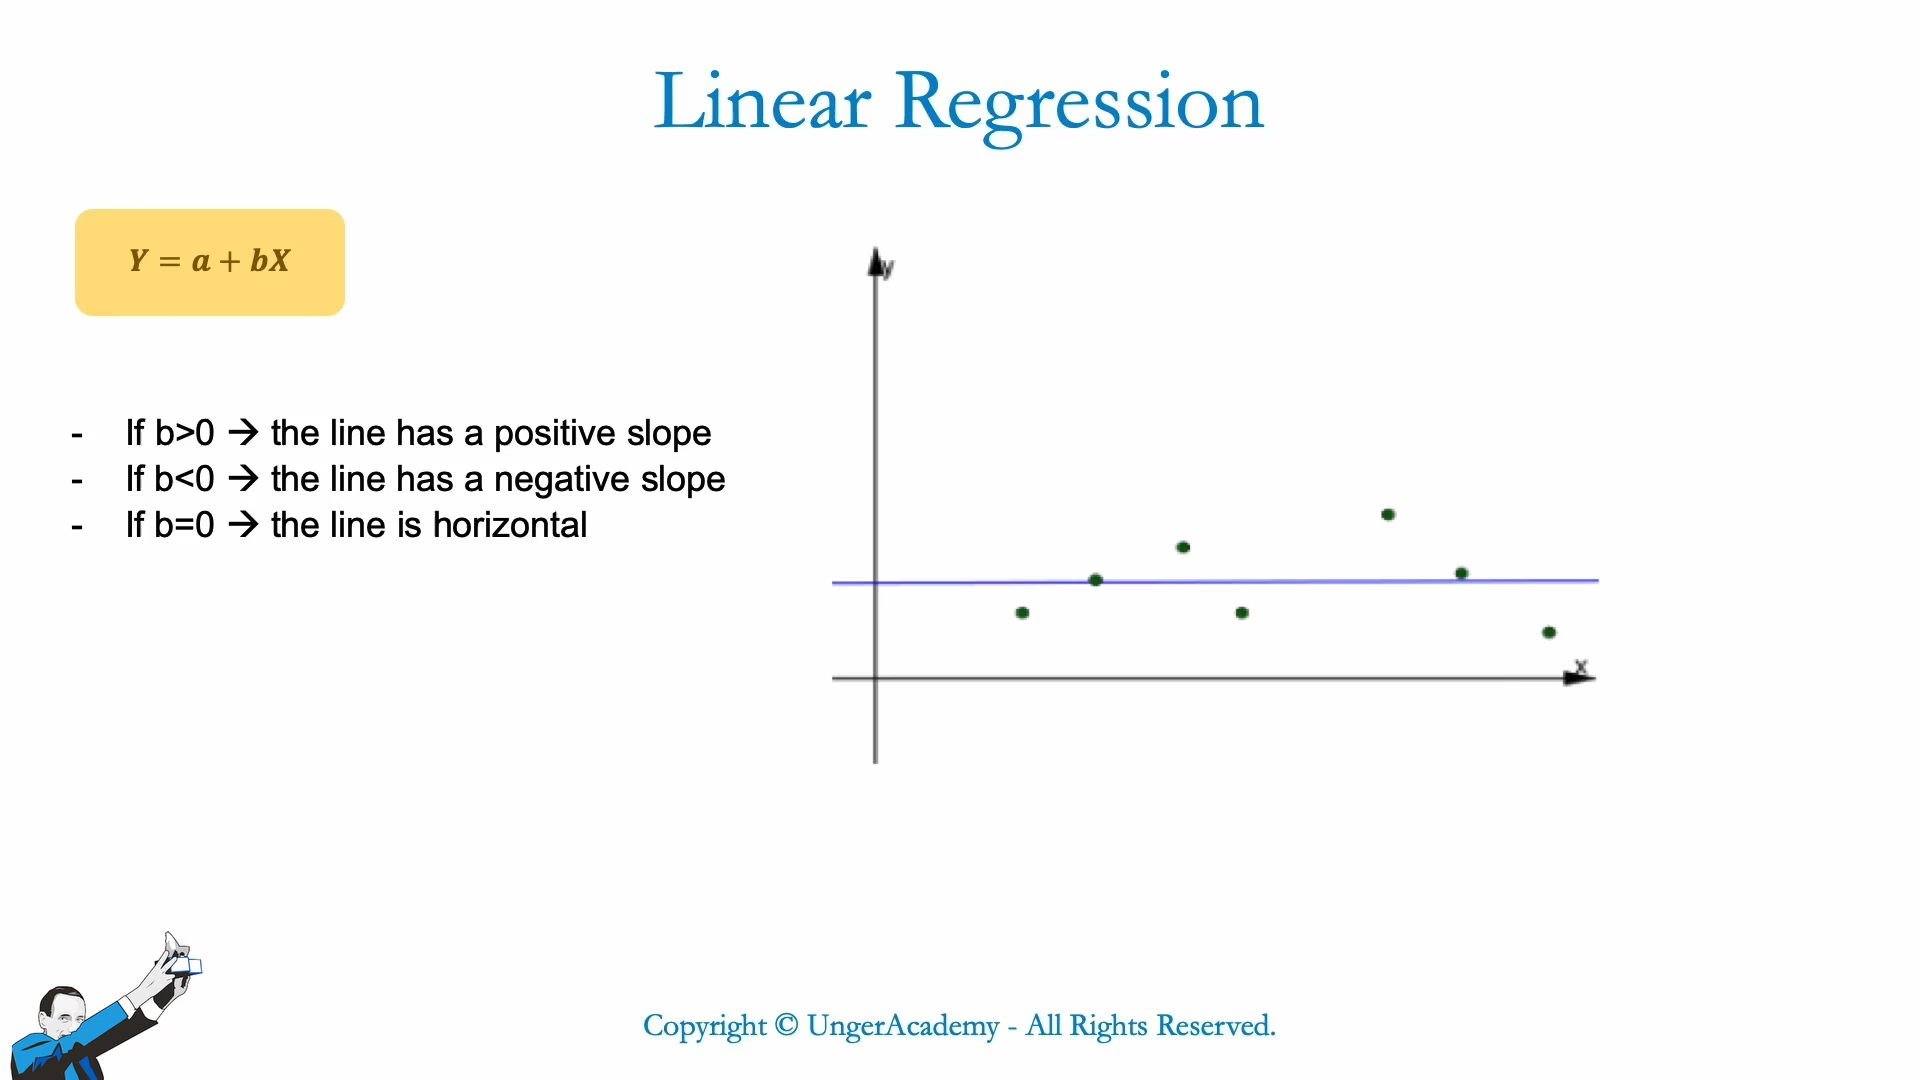 Linear Regression
Y = a + bX
- If b>0 → the line has a positive slope
- If b<0 → the line has a negative slope
- If b=0 → the line is horizontal
y
x
Copyright © UngerAcademy - All Rights Reserved.